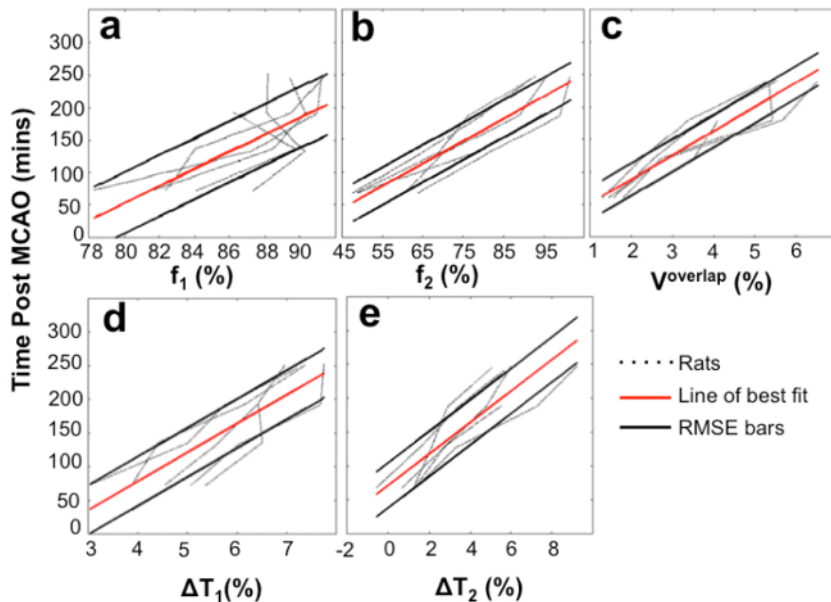 a
b
c
300
250
200
150
100
50
0
78 80 82 84 86 88 90
45 55 65 75 85 95
1 2 3 4 5 6
f1 (%)
f2 (%)
Voverlap (%)
Time Post MCAO (mins)
d
e
300
250
200
150
100
50
0
3 4 5 6 7
-2 0 2 4 6 8
ΔT1(%)
ΔT2 (%)
Rats
Line of best fit
RMSE bars